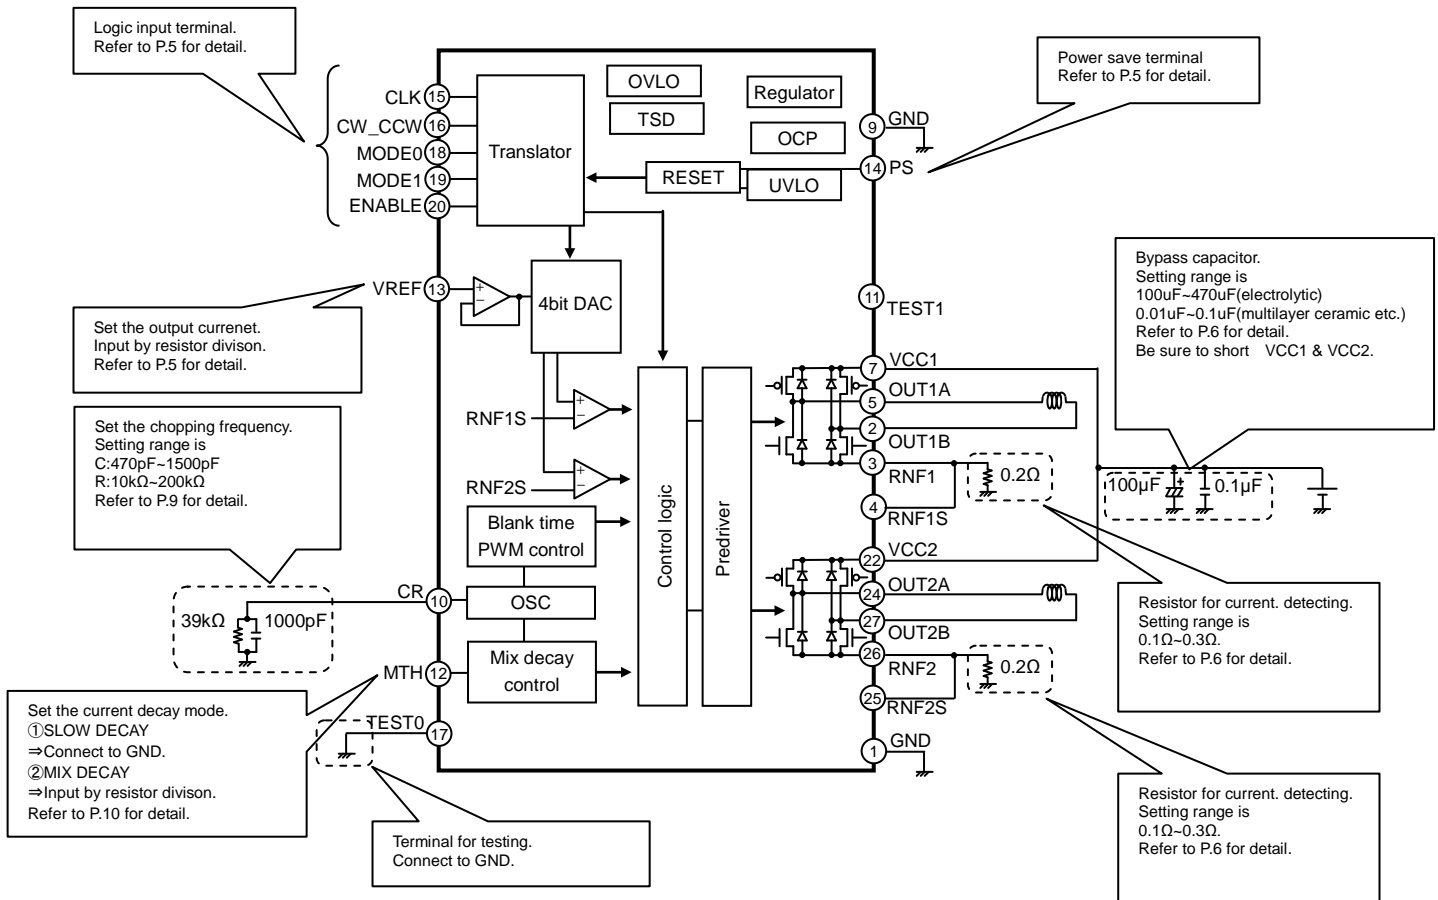 Logic input terminal.
Refer to P.5 for detail.
Power save terminal
Refer to P.5 for detail.
CLK 15
CW_CCW 16
MODE0 18
MODE1 19
ENABLE 20
Translator
OVLO
TSD
Regulator
OCP
RESET
UVLO
9 GND
14 PS
VREF 13
4bit DAC
11 TEST1
Set the output currenet.
Input by resistor divison.
Refer to P.5 for detail.
Bypass capacitor.
Setting range is
100uF~470uF(electrolytic)
0.01uF~0.1uF(multilayer ceramic etc.)
Refer to P.6 for detail.
Be sure to short VCC1 & VCC2.
Set the chopping frequency.
Setting range is
C:470pF~1500pF
R:10kΩ~200kΩ
Refer to P.9 for detail.
+
−
RNF1S
+
−
RNF2S
+
−
Blank time
PWM control
OSC
Mix decay
control
Control logic
Predriver
7 VCC1
5 OUT1A
2 OUT1B
3 RNF1
4 RNF1S
0.2Ω
100µF
+
0.1µF
22 VCC2
24 OUT2A
27 OUT2B
26 RNF2
25 RNF2S
0.2Ω
1 GND
CR 10
39kΩ
1000pF
MTH 12
TEST0 17
Set the current decay mode.
①SLOW DECAY
⇒Connect to GND.
②MIX DECAY
⇒Input by resistor divison.
Refer to P.10 for detail.
Terminal for testing.
Connect to GND.
Resistor for current. detecting.
Setting range is
0.1Ω~0.3Ω.
Refer to P.6 for detail.
Resistor for current. detecting.
Setting range is
0.1Ω~0.3Ω.
Refer to P.6 for detail.